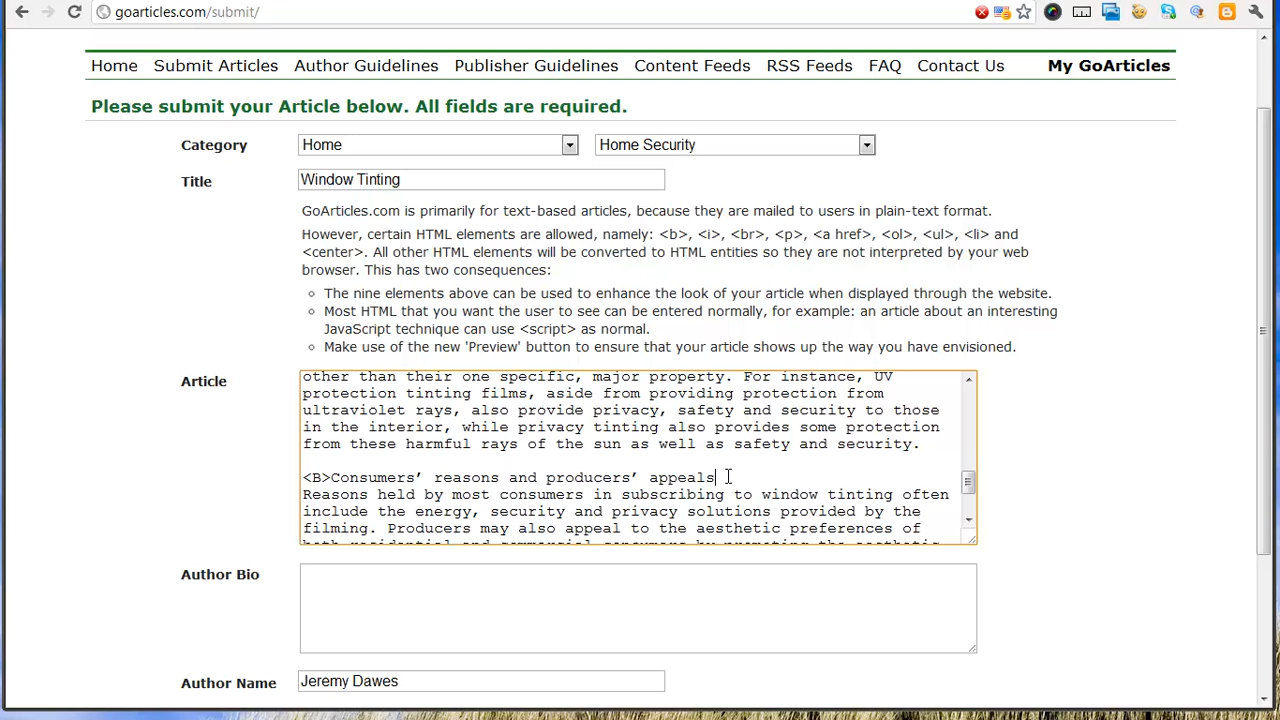 goarticles.com/submit/
Home Submit Articles Author Guidelines Publisher Guidelines Content Feeds RSS Feeds FAQ Contact Us My GoArticles
Please submit your Article below. All fields are required.
Category Home Home Security
Title Window Tinting
GoArticles.com is primarily for text-based articles, because they are mailed to users in plain-text format.
However, certain HTML elements are allowed, namely: <b>, <i>, <br>, <p>, <a href>, <ol>, <ul>, <li> and
<center>. All other HTML elements will be converted to HTML entities so they are not interpreted by your web
browser. This has two consequences:
The nine elements above can be used to enhance the look of your article when displayed through the website.
Most HTML that you want the user to see can be entered normally, for example: an article about an interesting
JavaScript technique can use <script> as normal.
Make use of the new 'Preview' button to ensure that your article shows up the way you have envisioned.
Article
other than their one specific, major property. For instance, UV
protection tinting films, aside from providing protection from
ultraviolet rays, also provide privacy, safety and security to those
in the interior, while privacy tinting also provides some protection
from these harmful rays of the sun as well as safety and security.
<B>Consumers’ reasons and producers’ appeals
Reasons held by most consumers in subscribing to window tinting often
include the energy, security and privacy solutions provided by the
filming. Producers may also appeal to the aesthetic preferences of
both residential and commercial consumers by promoting the aesthetic
Author Bio
Author Name Jeremy Dawes